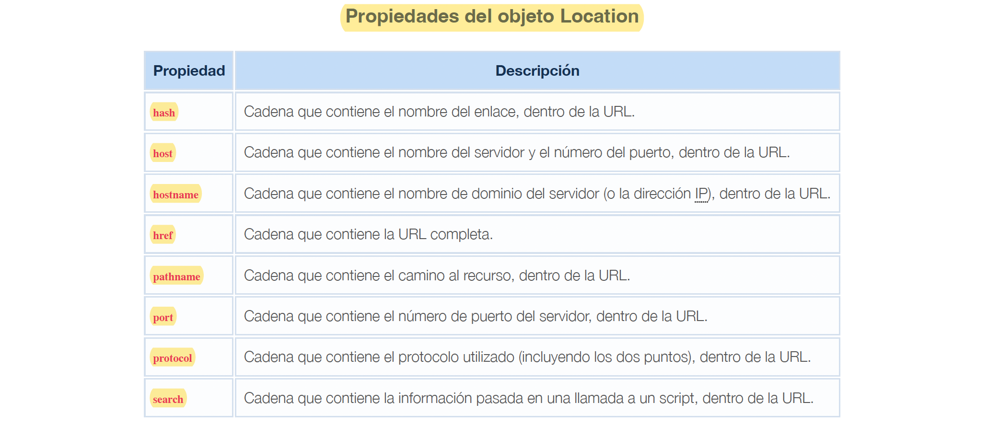 Propiedades del objeto Location
Propiedad Descripción
hash Cadena que contiene el nombre del enlace, dentro de la URL.
host Cadena que contiene el nombre del servidor y el número del puerto, dentro de la URL.
hostname Cadena que contiene el nombre de dominio del servidor (o la dirección IP), dentro de la URL.
href Cadena que contiene la URL completa.
pathname Cadena que contiene el camino al recurso, dentro de la URL.
port Cadena que contiene el número de puerto del servidor, dentro de la URL.
protocol Cadena que contiene el protocolo utilizado (incluyendo los dos puntos), dentro de la URL.
search Cadena que contiene la información pasada en una llamada a un script, dentro de la URL.